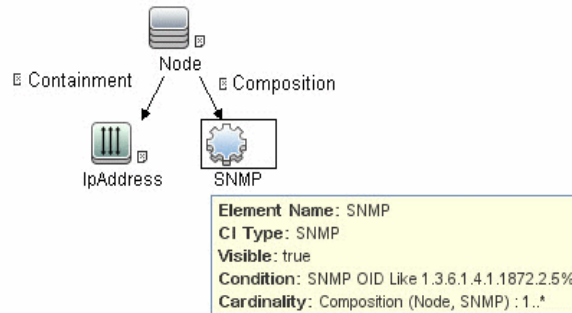 Node
Containment
Composition
IpAddress
SNMP
Element Name: SNMP
CI Type: SNMP
Visible: true
Condition: SNMP OID Like 1.3.6.1.4.1.1872.2.5%
Cardinality: Composition (Node, SNMP) : 1..*